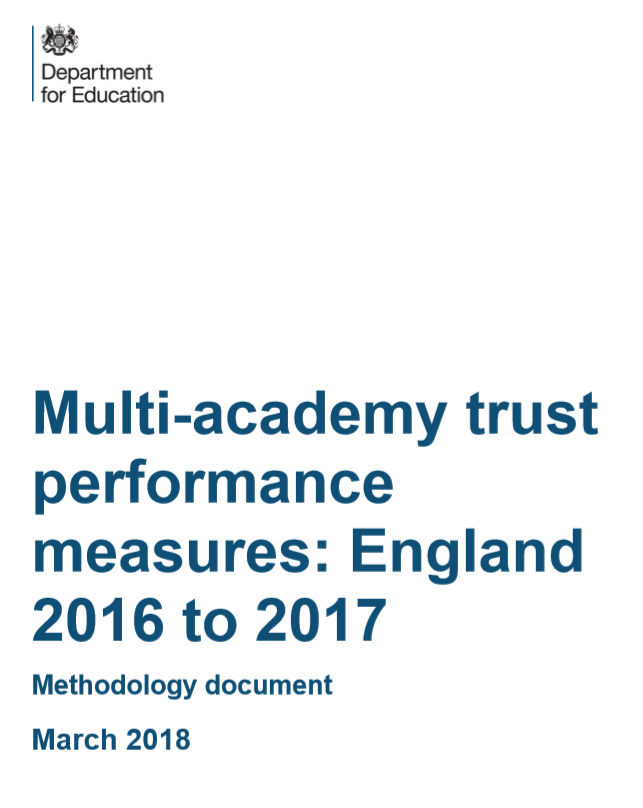 Department
for Education
Multi-academy trust
performance
measures: England
2016 to 2017
Methodology document
March 2018